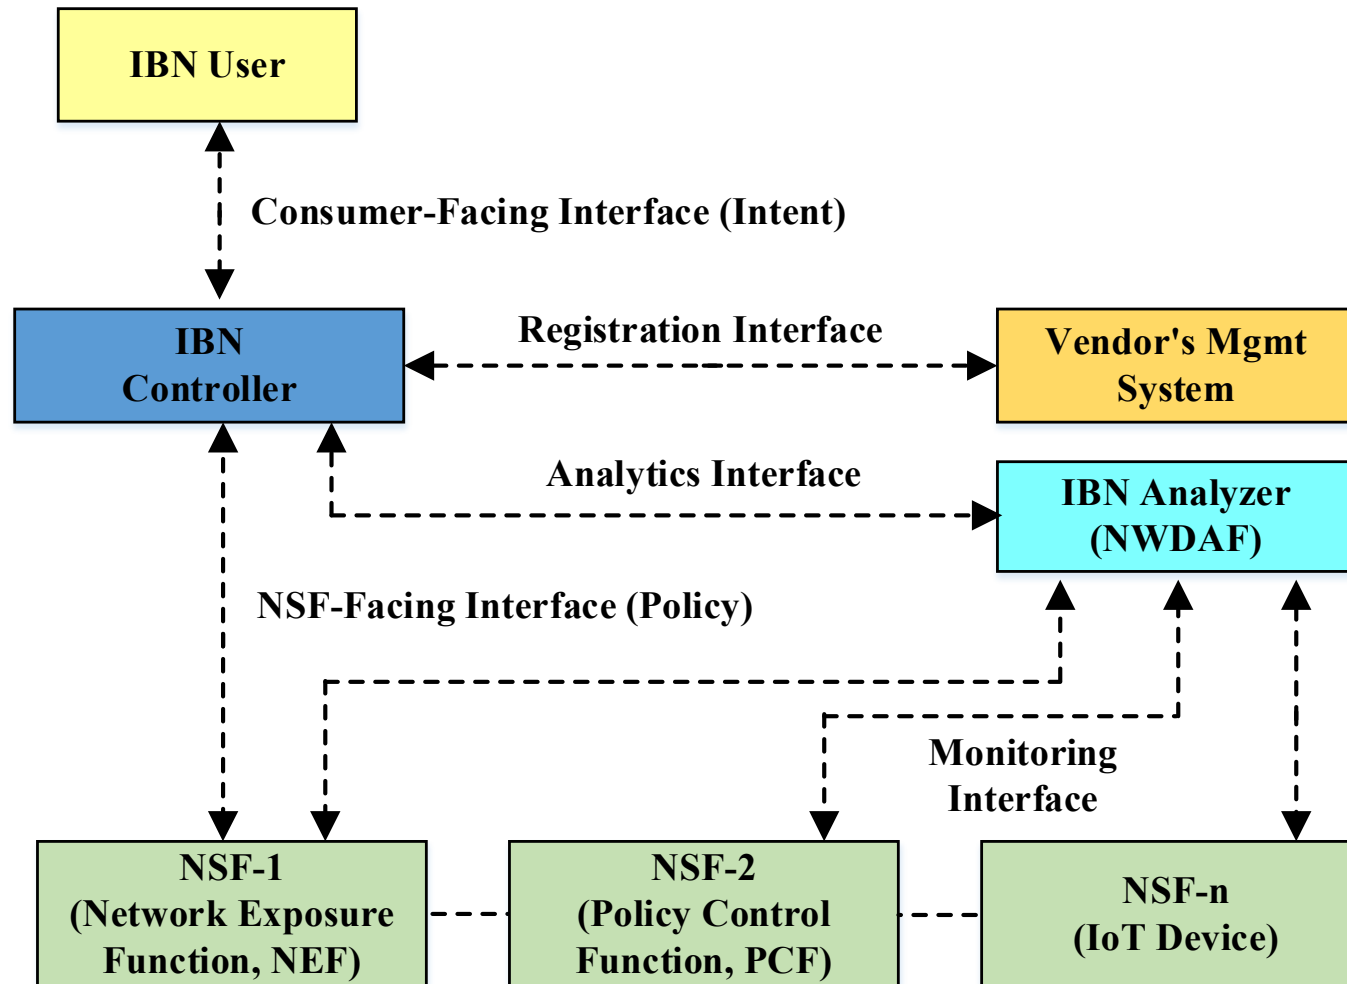 IBN User
Consumer-Facing Interface (Intent)
IBN
Controller
Registration Interface
Vendor's Mgmt
System
Analytics Interface
IBN Analyzer
(NWDAF)
NSF-Facing Interface (Policy)
Monitoring
Interface
NSF-1
(Network Exposure
Function, NEF)
NSF-2
(Policy Control
Function, PCF)
NSF-n
(IoT Device)